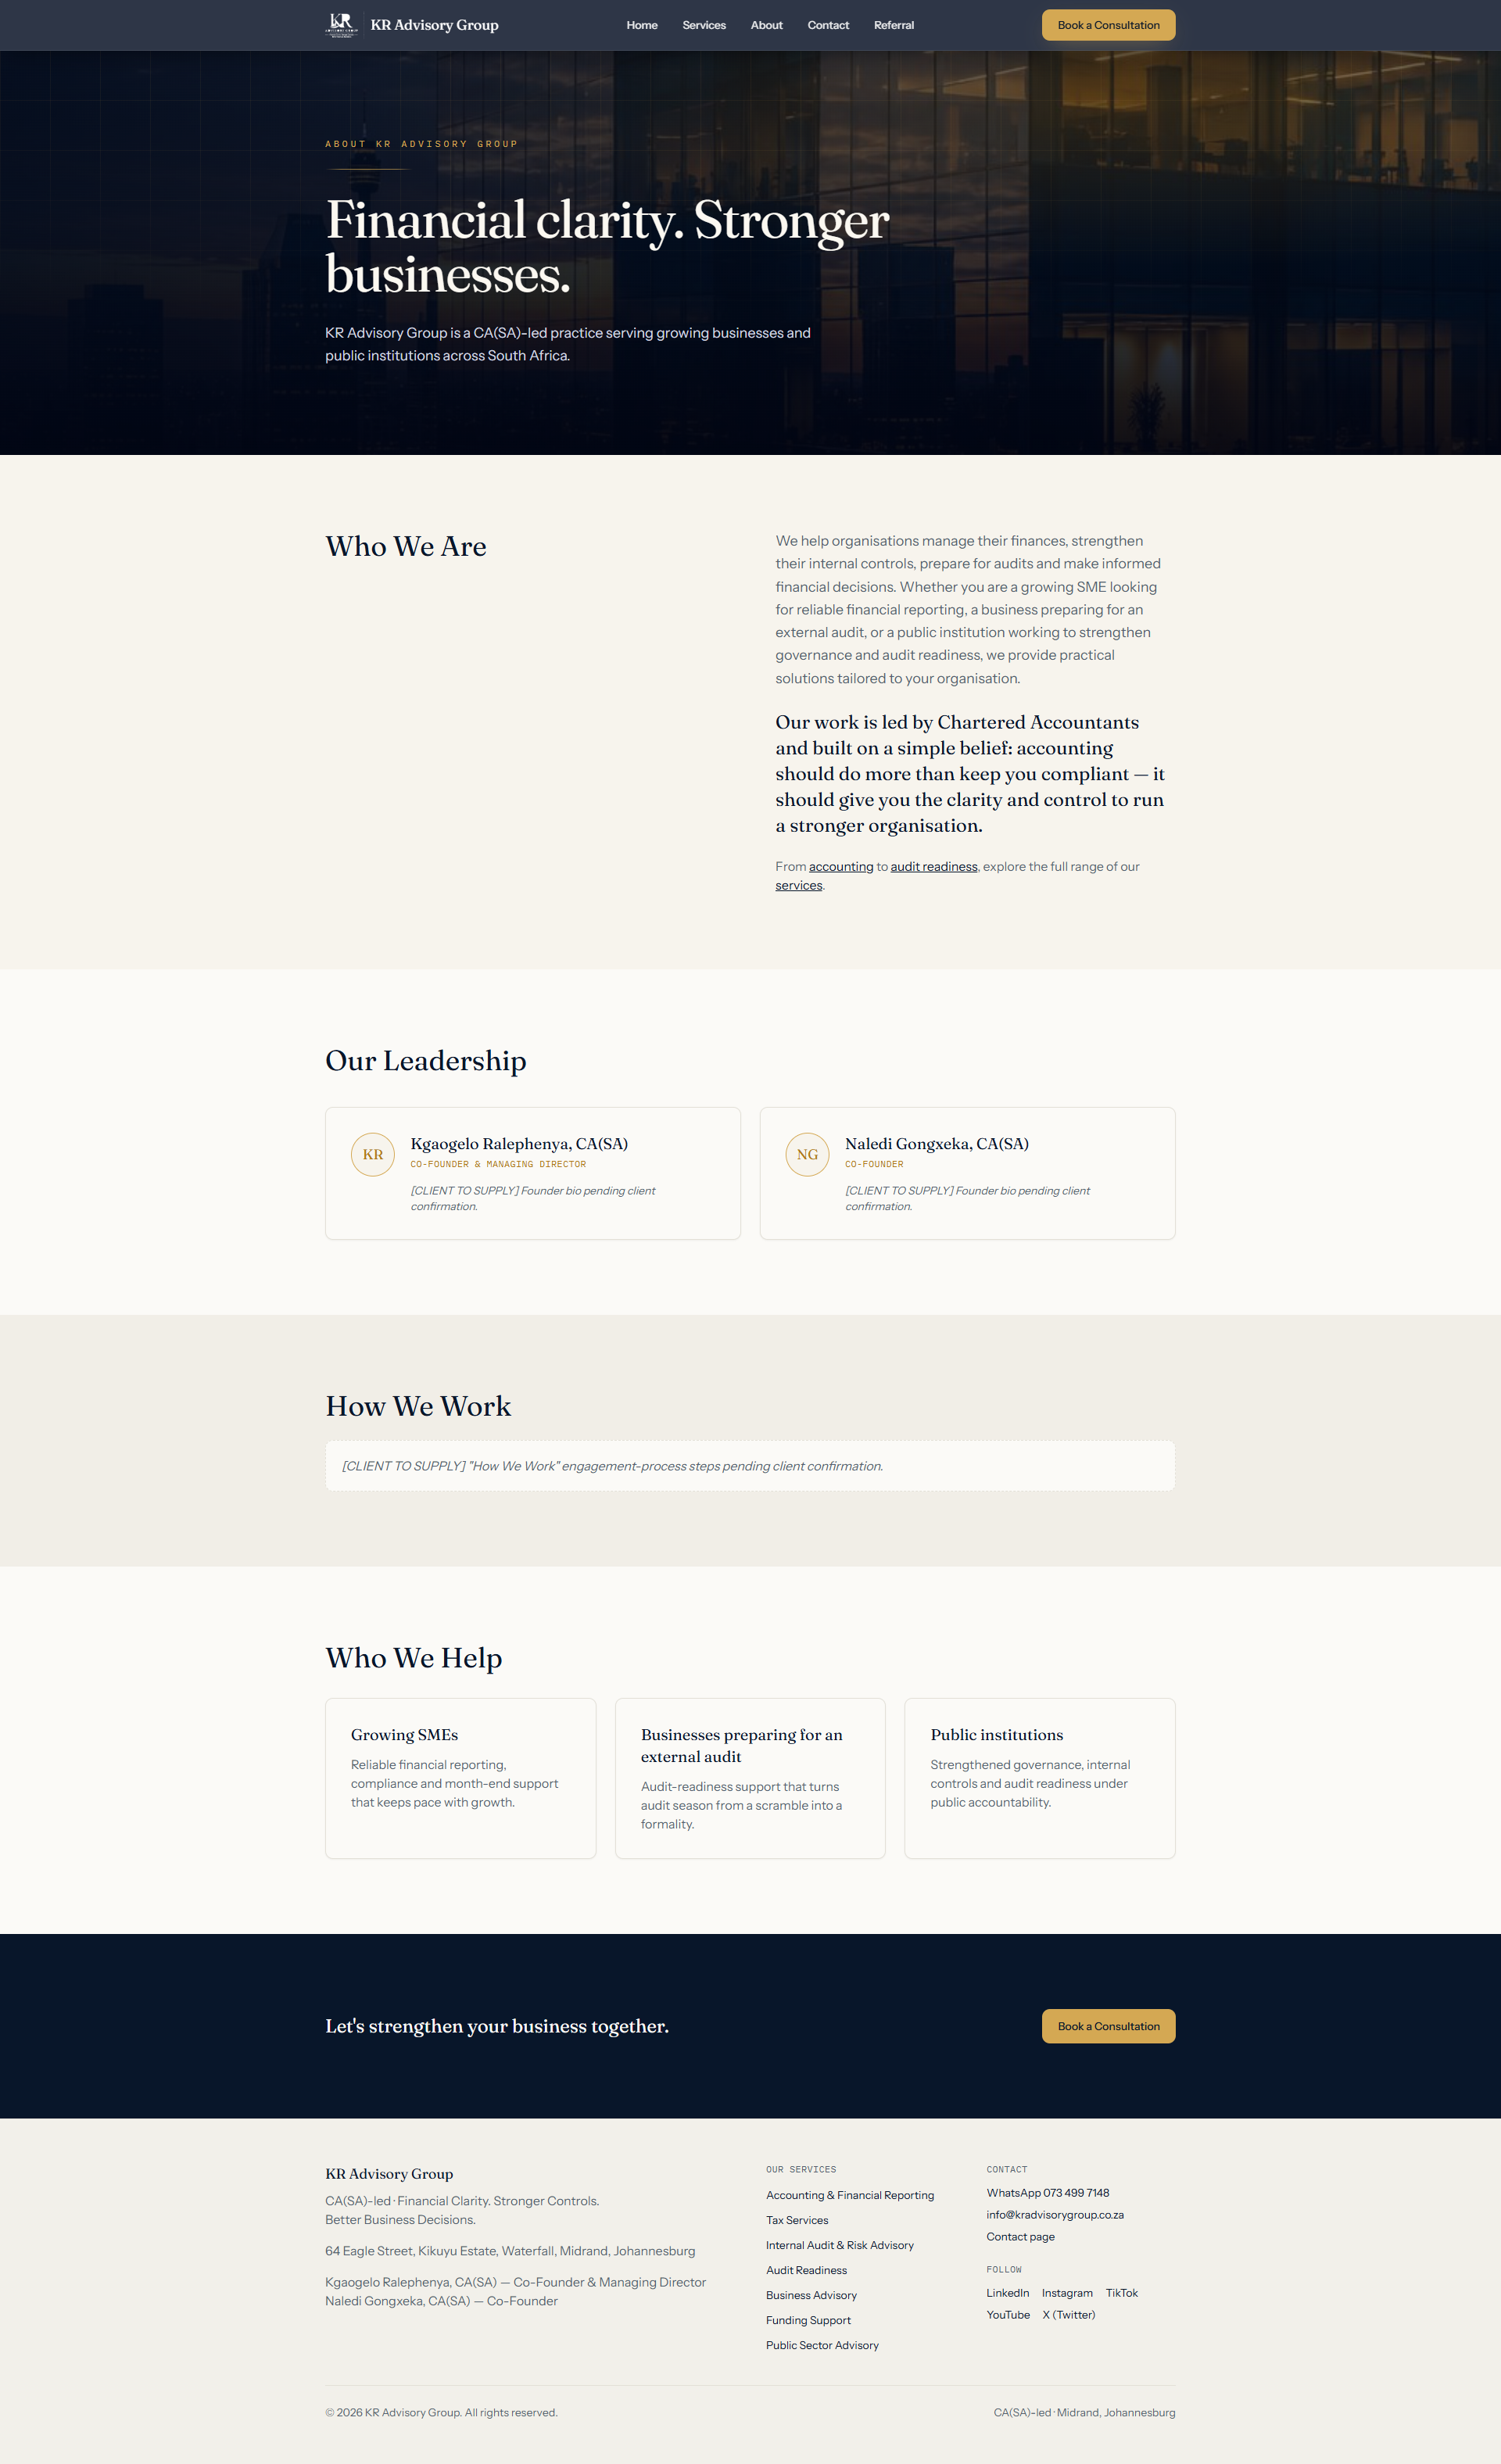 KR
KR Advisory Group
Home
Services
About
Contact
Referral
Book a Consultation
ABOUT KR ADVISORY GROUP
Financial clarity. Stronger
businesses.
KR Advisory Group is a CA(SA)-led practice serving growing businesses and
public institutions across South Africa.
Who We Are
We help organisations manage their finances, strengthen
their internal controls, prepare for audits and make informed
financial decisions. Whether you are a growing SME looking
for reliable financial reporting, a business preparing for an
external audit, or a public institution working to strengthen
governance and audit readiness, we provide practical
solutions tailored to your organisation.
Our work is led by Chartered Accountants
and built on a simple belief: accounting
should do more than keep you compliant — it
should give you the clarity and control to run
a stronger organisation.
From accounting to audit readiness, explore the full range of our
services.
Our Leadership
KR
Kgaogelo Ralephenya, CA(SA)
CO-FOUNDER & MANAGING DIRECTOR
[CLIENT TO SUPPLY] Founder bio pending client
confirmation.
NG
Naledi Gongxeka, CA(SA)
CO-FOUNDER
[CLIENT TO SUPPLY] Founder bio pending client
confirmation.
How We Work
[CLIENT TO SUPPLY] "How We Work" engagement-process steps pending client confirmation.
Who We Help
Growing SMEs
Reliable financial reporting,
compliance and month-end support
that keeps pace with growth.
Businesses preparing for an
external audit
Audit-readiness support that turns
audit season from a scramble into a
formality.
Public institutions
Strengthened governance, internal
controls and audit readiness under
public accountability.
Let's strengthen your business together.
Book a Consultation
KR Advisory Group
CA(SA)-led · Financial Clarity. Stronger Controls.
Better Business Decisions.
64 Eagle Street, Kikuyu Estate, Waterfall, Midrand, Johannesburg
Kgaogelo Ralephenya, CA(SA) — Co-Founder & Managing Director
Naledi Gongxeka, CA(SA) — Co-Founder
OUR SERVICES
Accounting & Financial Reporting
Tax Services
Internal Audit & Risk Advisory
Audit Readiness
Business Advisory
Funding Support
Public Sector Advisory
CONTACT
WhatsApp 073 499 7148
info@kradvisorygroup.co.za
Contact page
FOLLOW
LinkedIn
Instagram
TikTok
YouTube
X (Twitter)
© 2026 KR Advisory Group. All rights reserved.
CA(SA)-led · Midrand, Johannesburg